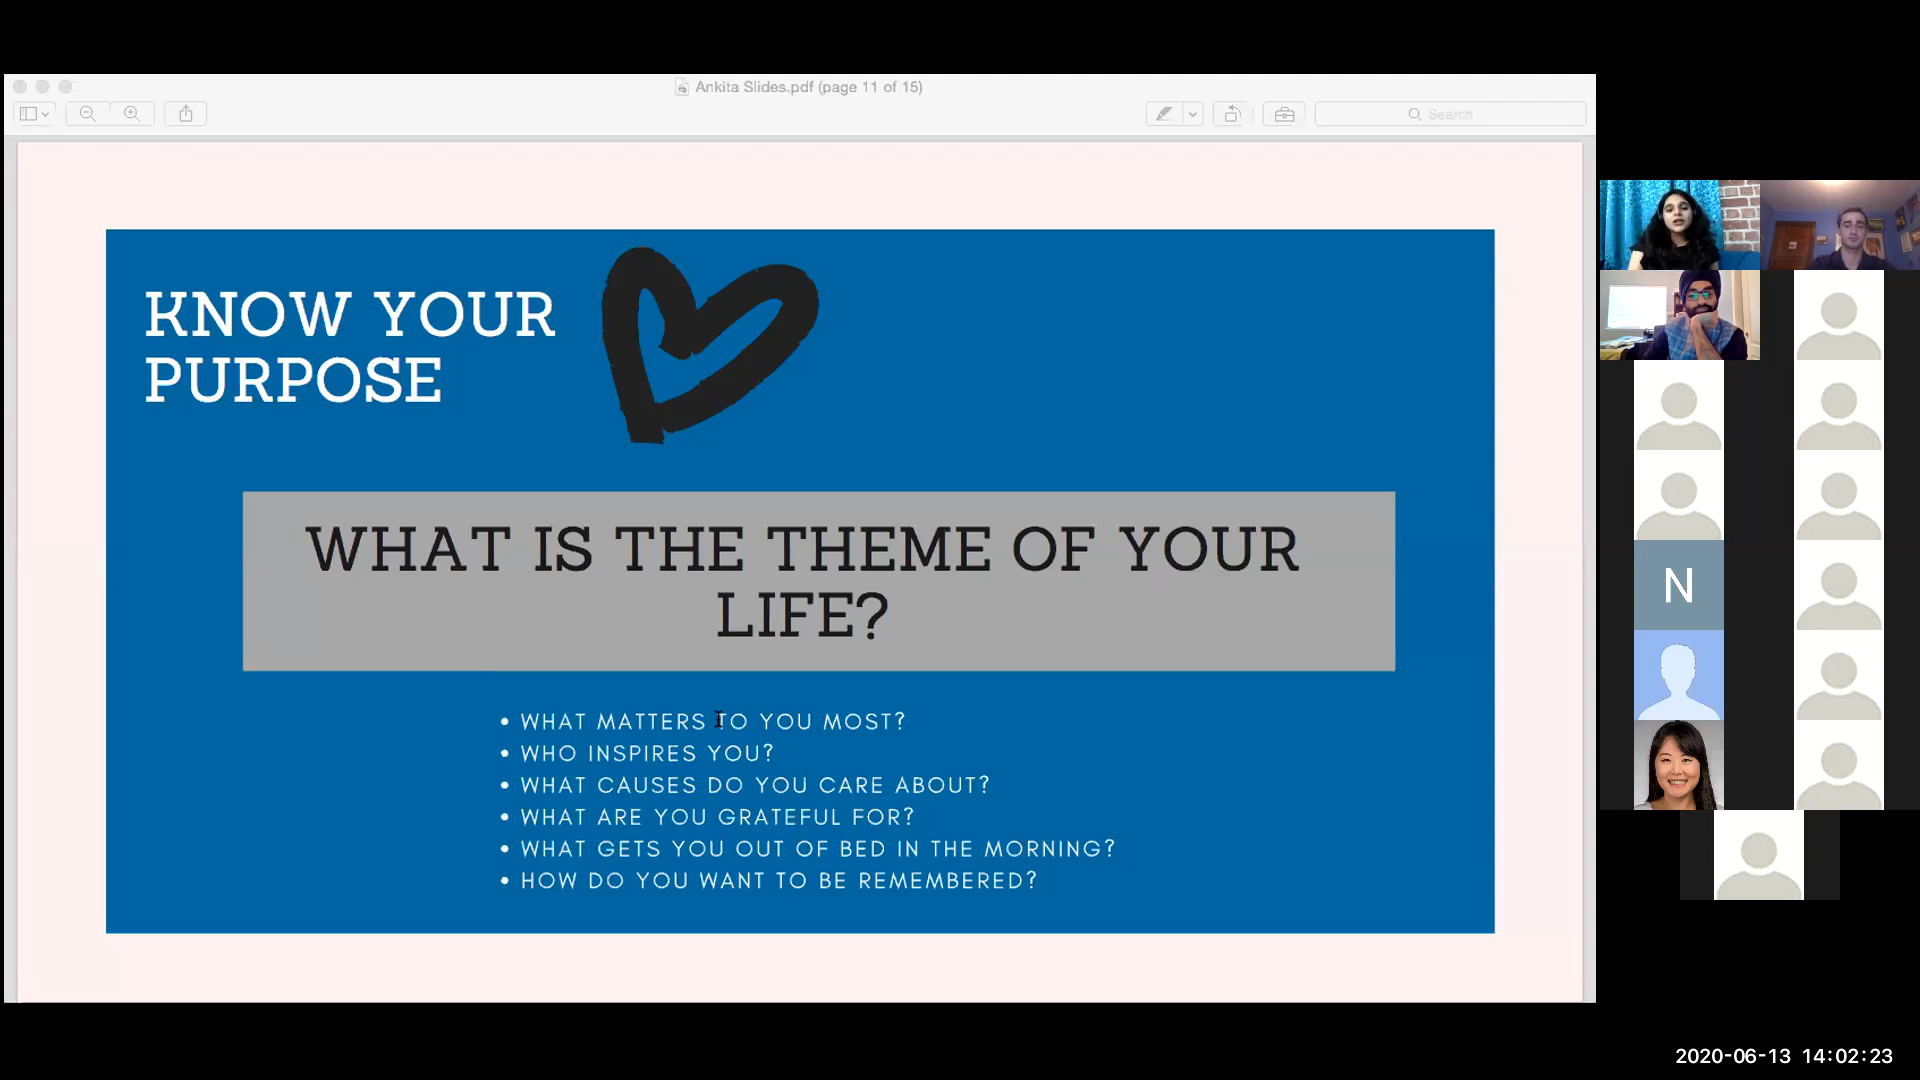 Ankita Slides.pdf (page 11 of 15)
Search
KNOW YOUR
PURPOSE
WHAT IS THE THEME OF YOUR
LIFE?
• WHAT MATTERS TO YOU MOST?
• WHO INSPIRES YOU?
• WHAT CAUSES DO YOU CARE ABOUT?
• WHAT ARE YOU GRATEFUL FOR?
• WHAT GETS YOU OUT OF BED IN THE MORNING?
• HOW DO YOU WANT TO BE REMEMBERED?
N
2020-06-13 14:02:23